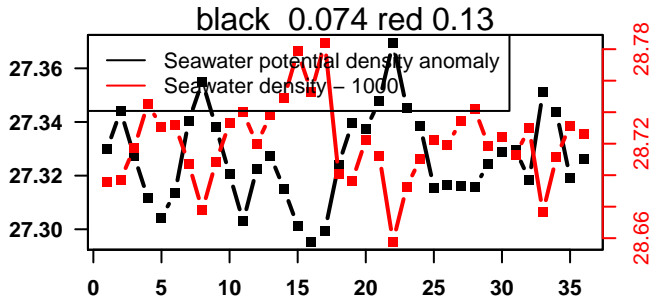 black 0.074 red 0.13
Seawater potential density anomaly
Seawater density − 1000
27.36
27.34
27.32
27.30
28.78
28.72
28.66
0 5 10 15 20 25 30 35